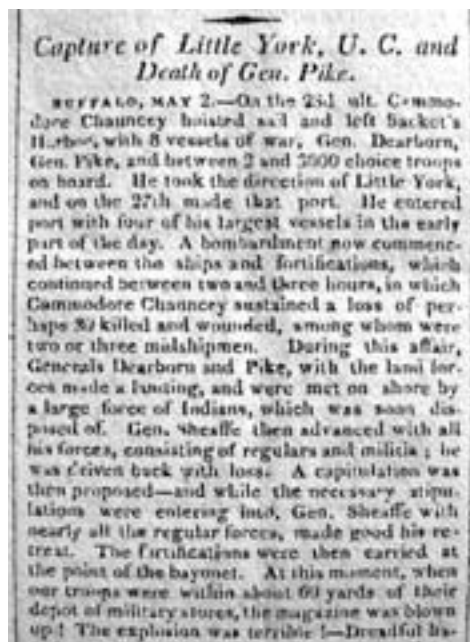 Capture of Little York, U. C. and
Death of Gen. Pike.
BUFFALO, MAY 2.—On the 23d ult. Commo-
dore Chauncey hoisted sail and left Sacket's
Harbor, with 8 vessels of war, Gen. Dearborn,
Gen. Pike, and between 2 and 3000 choice troops
on board. He took the direction of Little York,
and on the 27th made that port. He entered
port with four of his largest vessels in the early
part of the day. A bombardment now commenc-
ed between the ships and fortifications, which
continued between two and three hours, in which
Commodore Chauncey sustained a loss of per-
haps 30 killed and wounded, among whom were
two or three midshipmen. During this affair,
Generals Dearborn and Pike, with the land for-
ces made a landing, and were met on shore by
a large force of Indians, which was soon dis-
posed of. Gen. Sheaffe then advanced with all
his forces, consisting of regulars and militia; he
was driven back with loss. A capitulation was
then proposed—and while the necessary stipu-
lations were entering into, Gen. Sheaffe with
nearly all the regular forces, made good his re-
treat. The fortifications were then carried at
the point of the bayonet. At this moment, when
our troops were within about 60 yards of their
depot of military stores, the magazine was blown
up! The explosion was terrible!—Dreadful